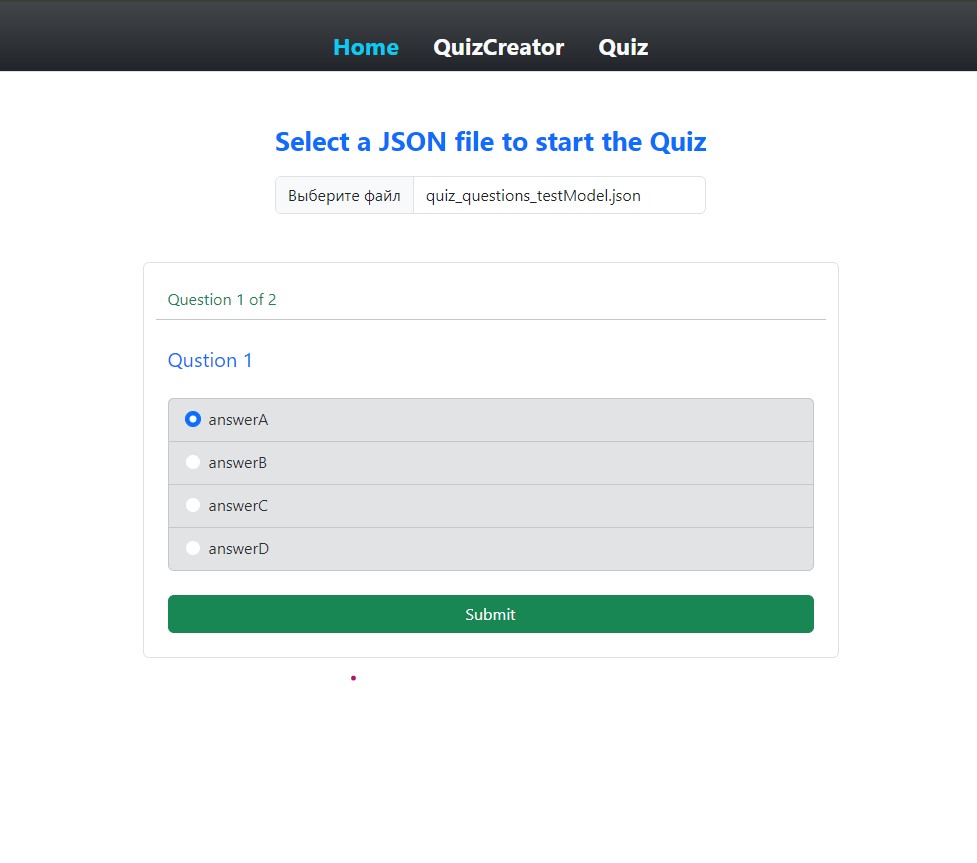 Home QuizCreator Quiz
Select a JSON file to start the Quiz
Выберите файл quiz_questions_testModel.json
Question 1 of 2
Qustion 1
answerA
answerB
answerC
answerD
Submit